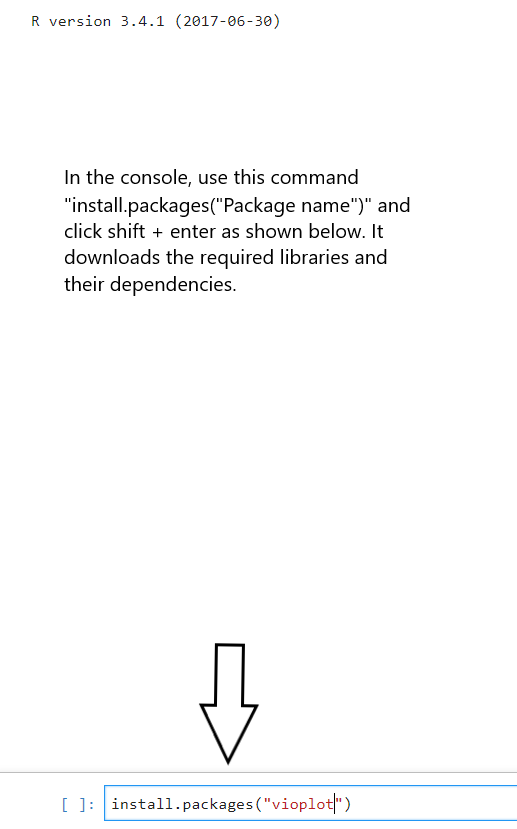 R version 3.4.1 (2017-06-30)
In the console, use this command
"install.packages("Package name")" and
click shift + enter as shown below. It
downloads the required libraries and
their dependencies.
[ ]: install.packages("vioplot")